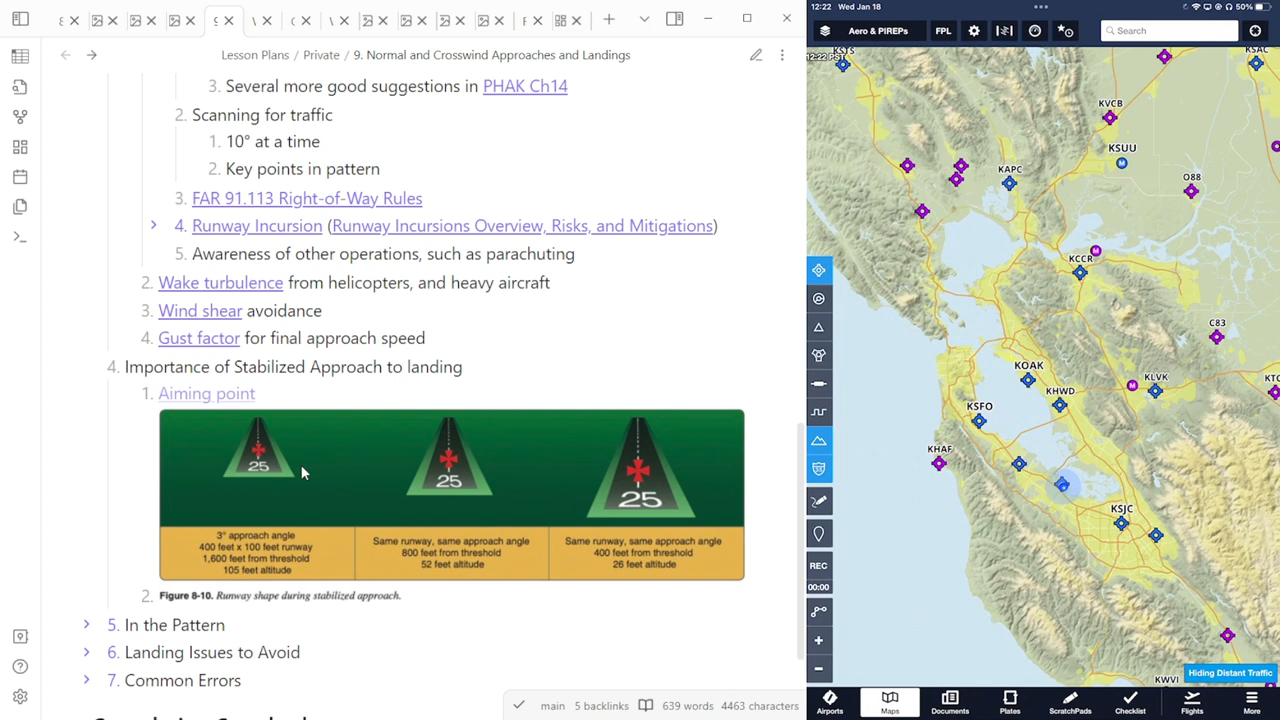 Lesson Plans / Private / 9. Normal and Crosswind Approaches and Landings
3. Several more good suggestions in PHAK Ch14
2. Scanning for traffic
1. 10° at a time
2. Key points in pattern
3. FAR 91.113 Right-of-Way Rules
4. Runway Incursion (Runway Incursions Overview, Risks, and Mitigations)
5. Awareness of other operations, such as parachuting
2. Wake turbulence from helicopters, and heavy aircraft
3. Wind shear avoidance
4. Gust factor for final approach speed
4. Importance of Stabilized Approach to landing
1. Aiming point
25
25
25
3° approach angle
400 feet x 100 feet runway
1,600 feet from threshold
105 feet altitude
Same runway, same approach angle
800 feet from threshold
52 feet altitude
Same runway, same approach angle
400 feet from threshold
26 feet altitude
2. Figure 8-10. Runway shape during stabilized approach.
5. In the Pattern
6. Landing Issues to Avoid
7. Common Errors
main 5 backlinks 639 words 4463 characters
12:22 Wed Jan 18
50%
Aero & PIREPs
FPL
Search
12:22 PST
KSTS
KSAC
KVCB
KSUU
KAPC
O88
M
KCCR
M
C83
KOAK
KLVK
M
KHWD
KTC
KSFO
KHAF
KSJC
KWVI
REC
00:00
Hiding Distant Traffic
Airports
Maps
Documents
Plates
ScratchPads
Checklist
Flights
More